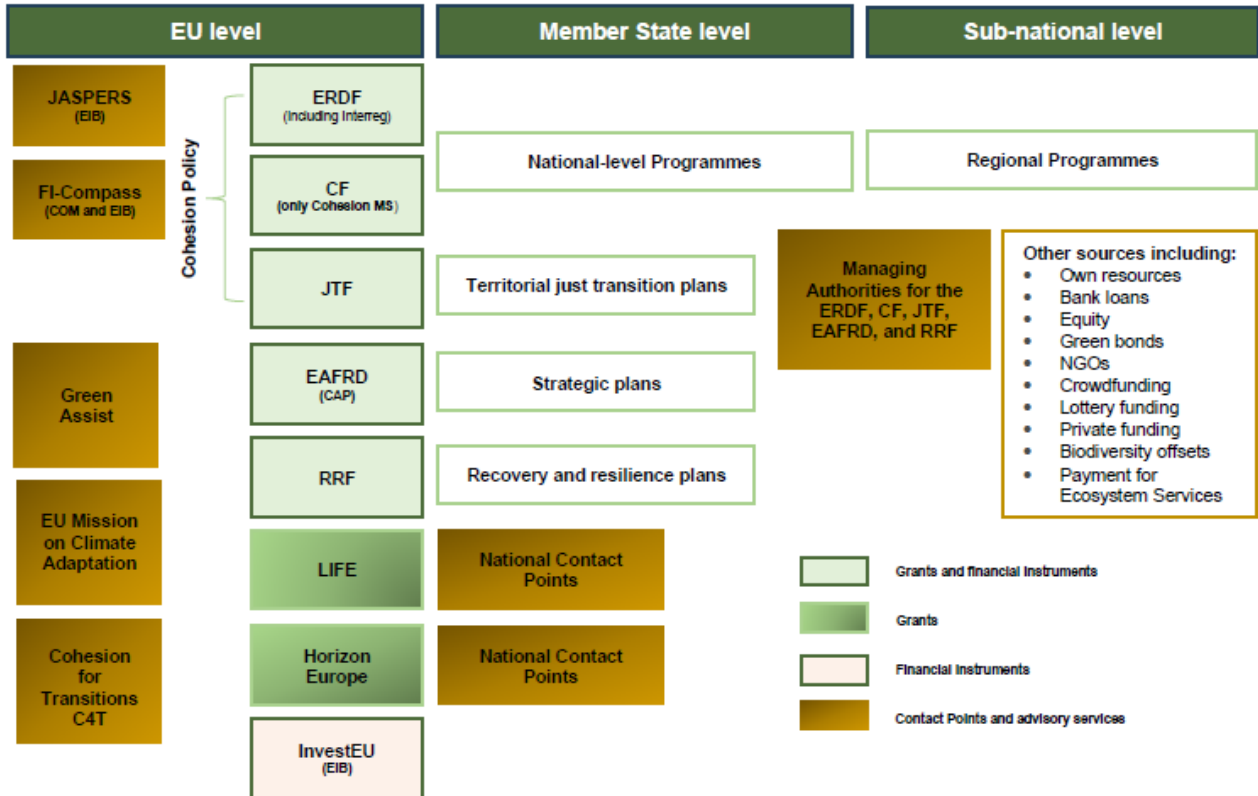 EU level
Member State level
Sub-national level
JASPERS
(EIB)
FI-Compass
(COM and EIB)
Cohesion Policy
ERDF
(Including Interreg)
CF
(only Cohesion MS)
JTF
National-level Programmes
Regional Programmes
Territorial just transition plans
Managing
Authorities for the
ERDF, CF, JTF,
EAFRD, and RRF
Other sources including:
• Own resources
• Bank loans
• Equity
• Green bonds
• NGOs
• Crowdfunding
• Lottery funding
• Private funding
• Biodiversity offsets
• Payment for
Ecosystem Services
Green
Assist
EAFRD
(CAP)
Strategic plans
RRF
Recovery and resilience plans
EU Mission
on Climate
Adaptation
LIFE
National Contact
Points
Cohesion
for
Transitions
C4T
Horizon
Europe
National Contact
Points
InvestEU
(EIB)
Grants and financial instruments
Grants
Financial instruments
Contact Points and advisory services